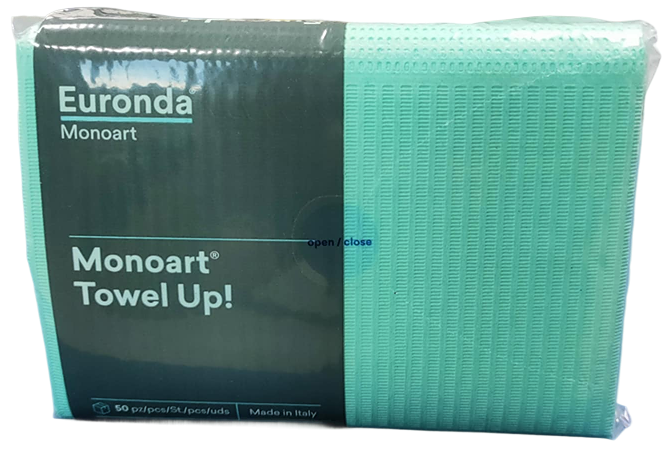 Euronda
Monoart
open / close
Monoart®
Towel Up!
50 pz/pcs/St./pcs/uds
Made in Italy